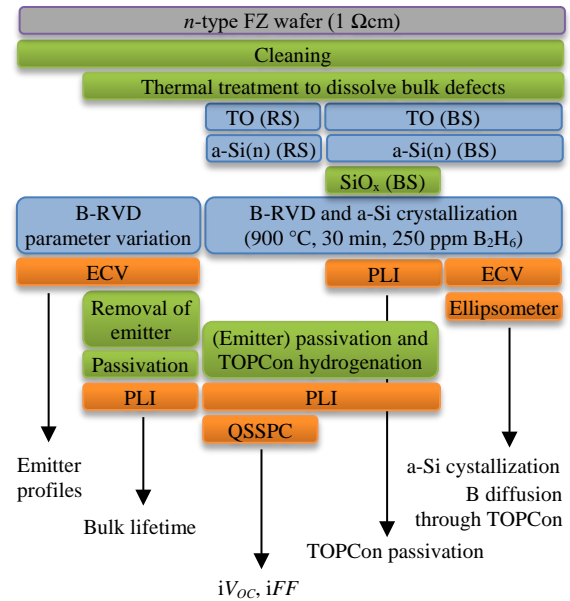 n-type FZ wafer (1 Ωcm)
Cleaning
Thermal treatment to dissolve bulk defects
TO (RS)
TO (BS)
a-Si(n) (RS)
a-Si(n) (BS)
SiOₓ (BS)
B-RVD
parameter variation
B-RVD and a-Si crystallization
(900 °C, 30 min, 250 ppm B₂H₆)
ECV
PLI
ECV
Ellipsometer
Removal of
emitter
Passivation
(Emitter) passivation and
TOPCon hydrogenation
PLI
PLI
QSSPC
Emitter
profiles
Bulk lifetime
iV_OC, iFF
TOPCon passivation
a-Si cystallization
B diffusion
through TOPCon